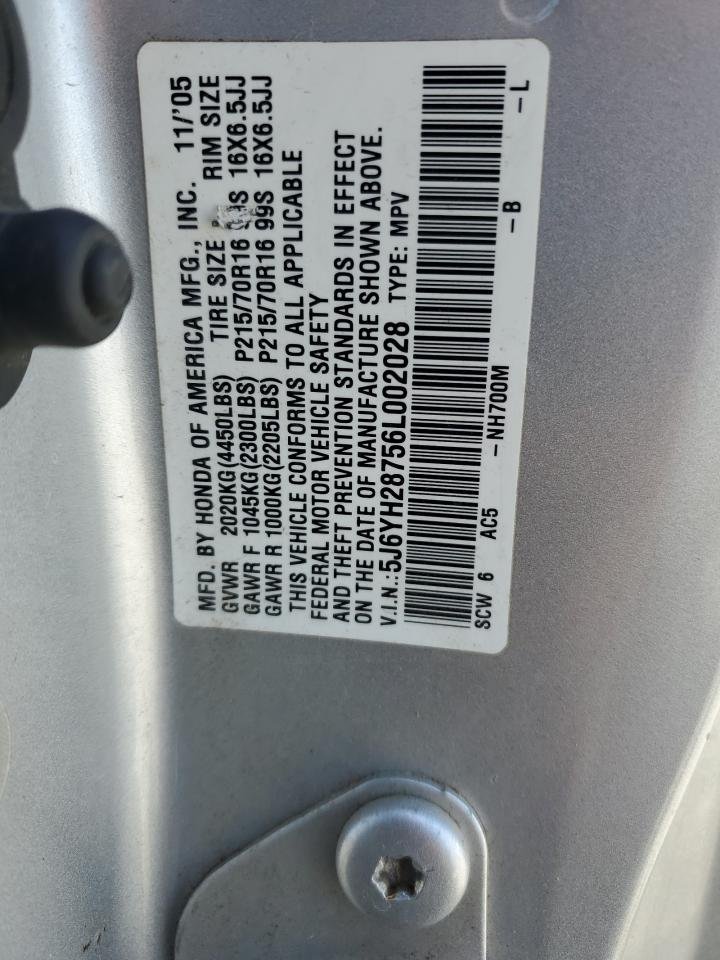 MFD. BY HONDA OF AMERICA MFG., INC. 11/'05
GVWR 2020KG(4450LBS) TIRE SIZE RIM SIZE
GAWR F 1045KG(2300LBS) P215/70R16 16X6.5JJ
GAWR R 1000KG(2205LBS) P215/70R16 99S 16X6.5JJ
THIS VEHICLE CONFORMS TO ALL APPLICABLE
FEDERAL MOTOR VEHICLE SAFETY
AND THEFT PREVENTION STANDARDS IN EFFECT
ON THE DATE OF MANUFACTURE SHOWN ABOVE.
V.I.N.:5J6YH28756L002028 TYPE: MPV
SCW 6 AC5 -NH700M -B -L